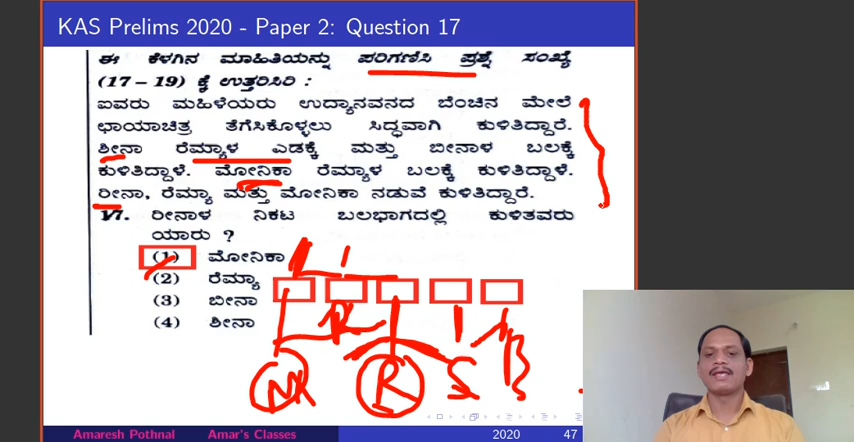 KAS Prelims 2020 - Paper 2: Question 17
ಈ ಕೆಳಗಿನ ಮಾಹಿತಿಯನ್ನು ಪರಿಗಣಿಸಿ ಪ್ರಶ್ನೆ ಸಂಖ್ಯೆ
(17 – 19) ಕ್ಕೆ ಉತ್ತರಿಸಿರಿ :
ಐವರು ಮಹಿಳೆಯರು ಉದ್ಯಾನವನದ ಬೆಂಚಿನ ಮೇಲೆ
ಛಾಯಾಚಿತ್ರ ತೆಗೆಸಿಕೊಳ್ಳಲು ಸಿದ್ಧವಾಗಿ ಕುಳಿತಿದ್ದಾರೆ.
ಶೀನಾ ರೆಮ್ಯಾಳ ಎಡಕ್ಕೆ ಮತ್ತು ಬೀನಾಳ ಬಲಕ್ಕೆ
ಕುಳಿತಿದ್ದಾಳೆ. ಮೋನಿಕಾ ರೆಮ್ಯಾಳ ಬಲಕ್ಕೆ ಕುಳಿತಿದ್ದಾಳೆ.
ರೀನಾ, ರೆಮ್ಯಾ ಮತ್ತು ಮೋನಿಕಾ ನಡುವೆ ಕುಳಿತಿದ್ದಾರೆ.
17. ರೀನಾಳ ನಿಕಟ ಬಲಭಾಗದಲ್ಲಿ ಕುಳಿತವರು
ಯಾರು ?
(1) ಮೋನಿಕಾ
(2) ರೆಮ್ಯಾ
(3) ಬೀನಾ
(4) ಶೀನಾ
R
M R S B
Amaresh Pothnal Amar's Classes 2020 47